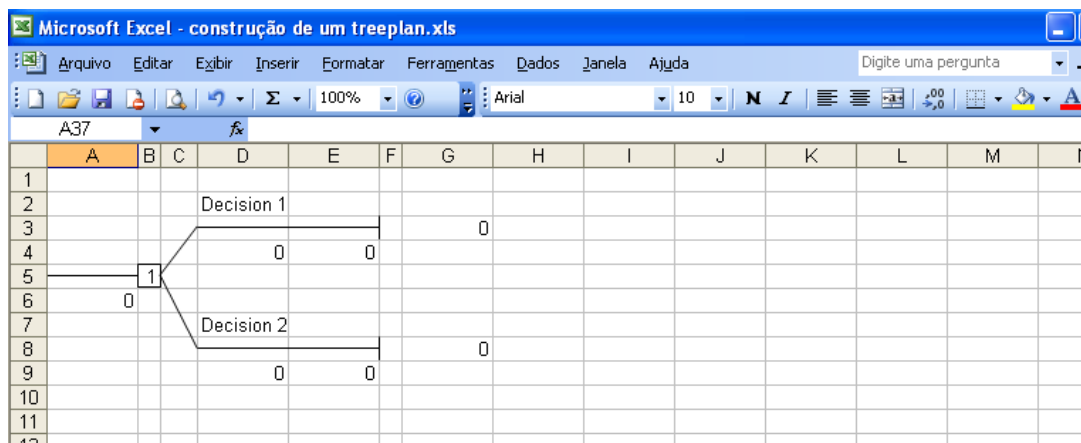 Microsoft Excel - construção de um treeplan.xls
Arquivo Editar Exibir Inserir Formatar Ferramentas Dados Janela Ajuda Digite uma pergunta
Σ 100% Arial 10 N I A
A37 fx
A B C D E F G H I J K L M
1
2 Decision 1
3 0
4 0 0
5 1
6 0
7 Decision 2
8 0
9 0 0
10
11